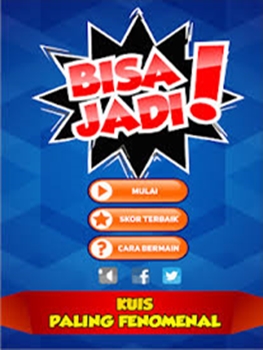 BISA
JADI!
MULAI
SKOR TERBAIK
CARA BERMAIN
KUIS
PALING FENOMENAL